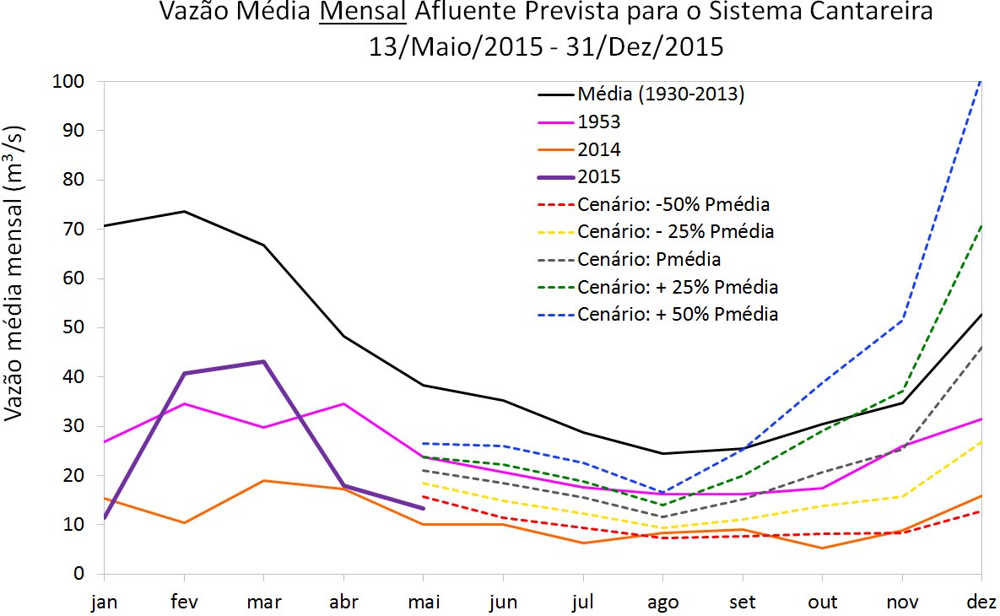 Vazão Média Mensal Afluente Prevista para o Sistema Cantareira
13/Maio/2015 - 31/Dez/2015
Vazão média mensal (m³/s)
100
90
80
70
60
50
40
30
20
10
0
Média (1930-2013)
1953
2014
2015
Cenário: -50% Pmédia
Cenário: - 25% Pmédia
Cenário: Pmédia
Cenário: + 25% Pmédia
Cenário: + 50% Pmédia
jan fev mar abr mai jun jul ago set out nov dez